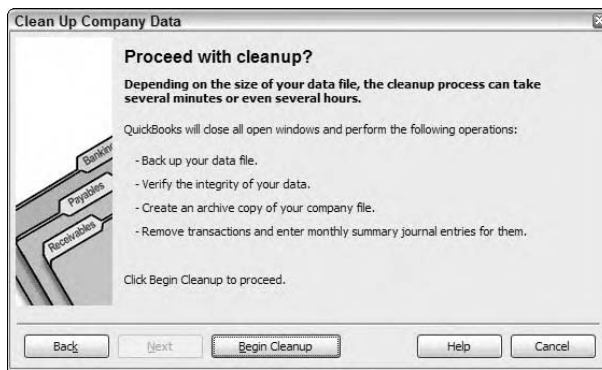 Clean Up Company Data
Proceed with cleanup?
Depending on the size of your data file, the cleanup process can take
several minutes or even several hours.
QuickBooks will close all open windows and perform the following operations:
- Back up your data file.
- Verify the integrity of your data.
- Create an archive copy of your company file.
- Remove transactions and enter monthly summary journal entries for them.
Click Begin Cleanup to proceed.
Banking
Payables
Receivables
Back
Next
Begin Cleanup
Help
Cancel